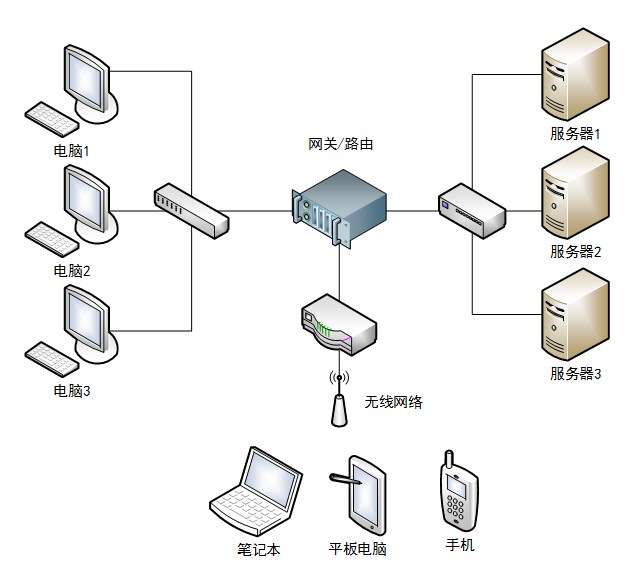 网关/路由
电脑1
服务器1
电脑2
服务器2
电脑3
服务器3
无线网络
笔记本
平板电脑
手机